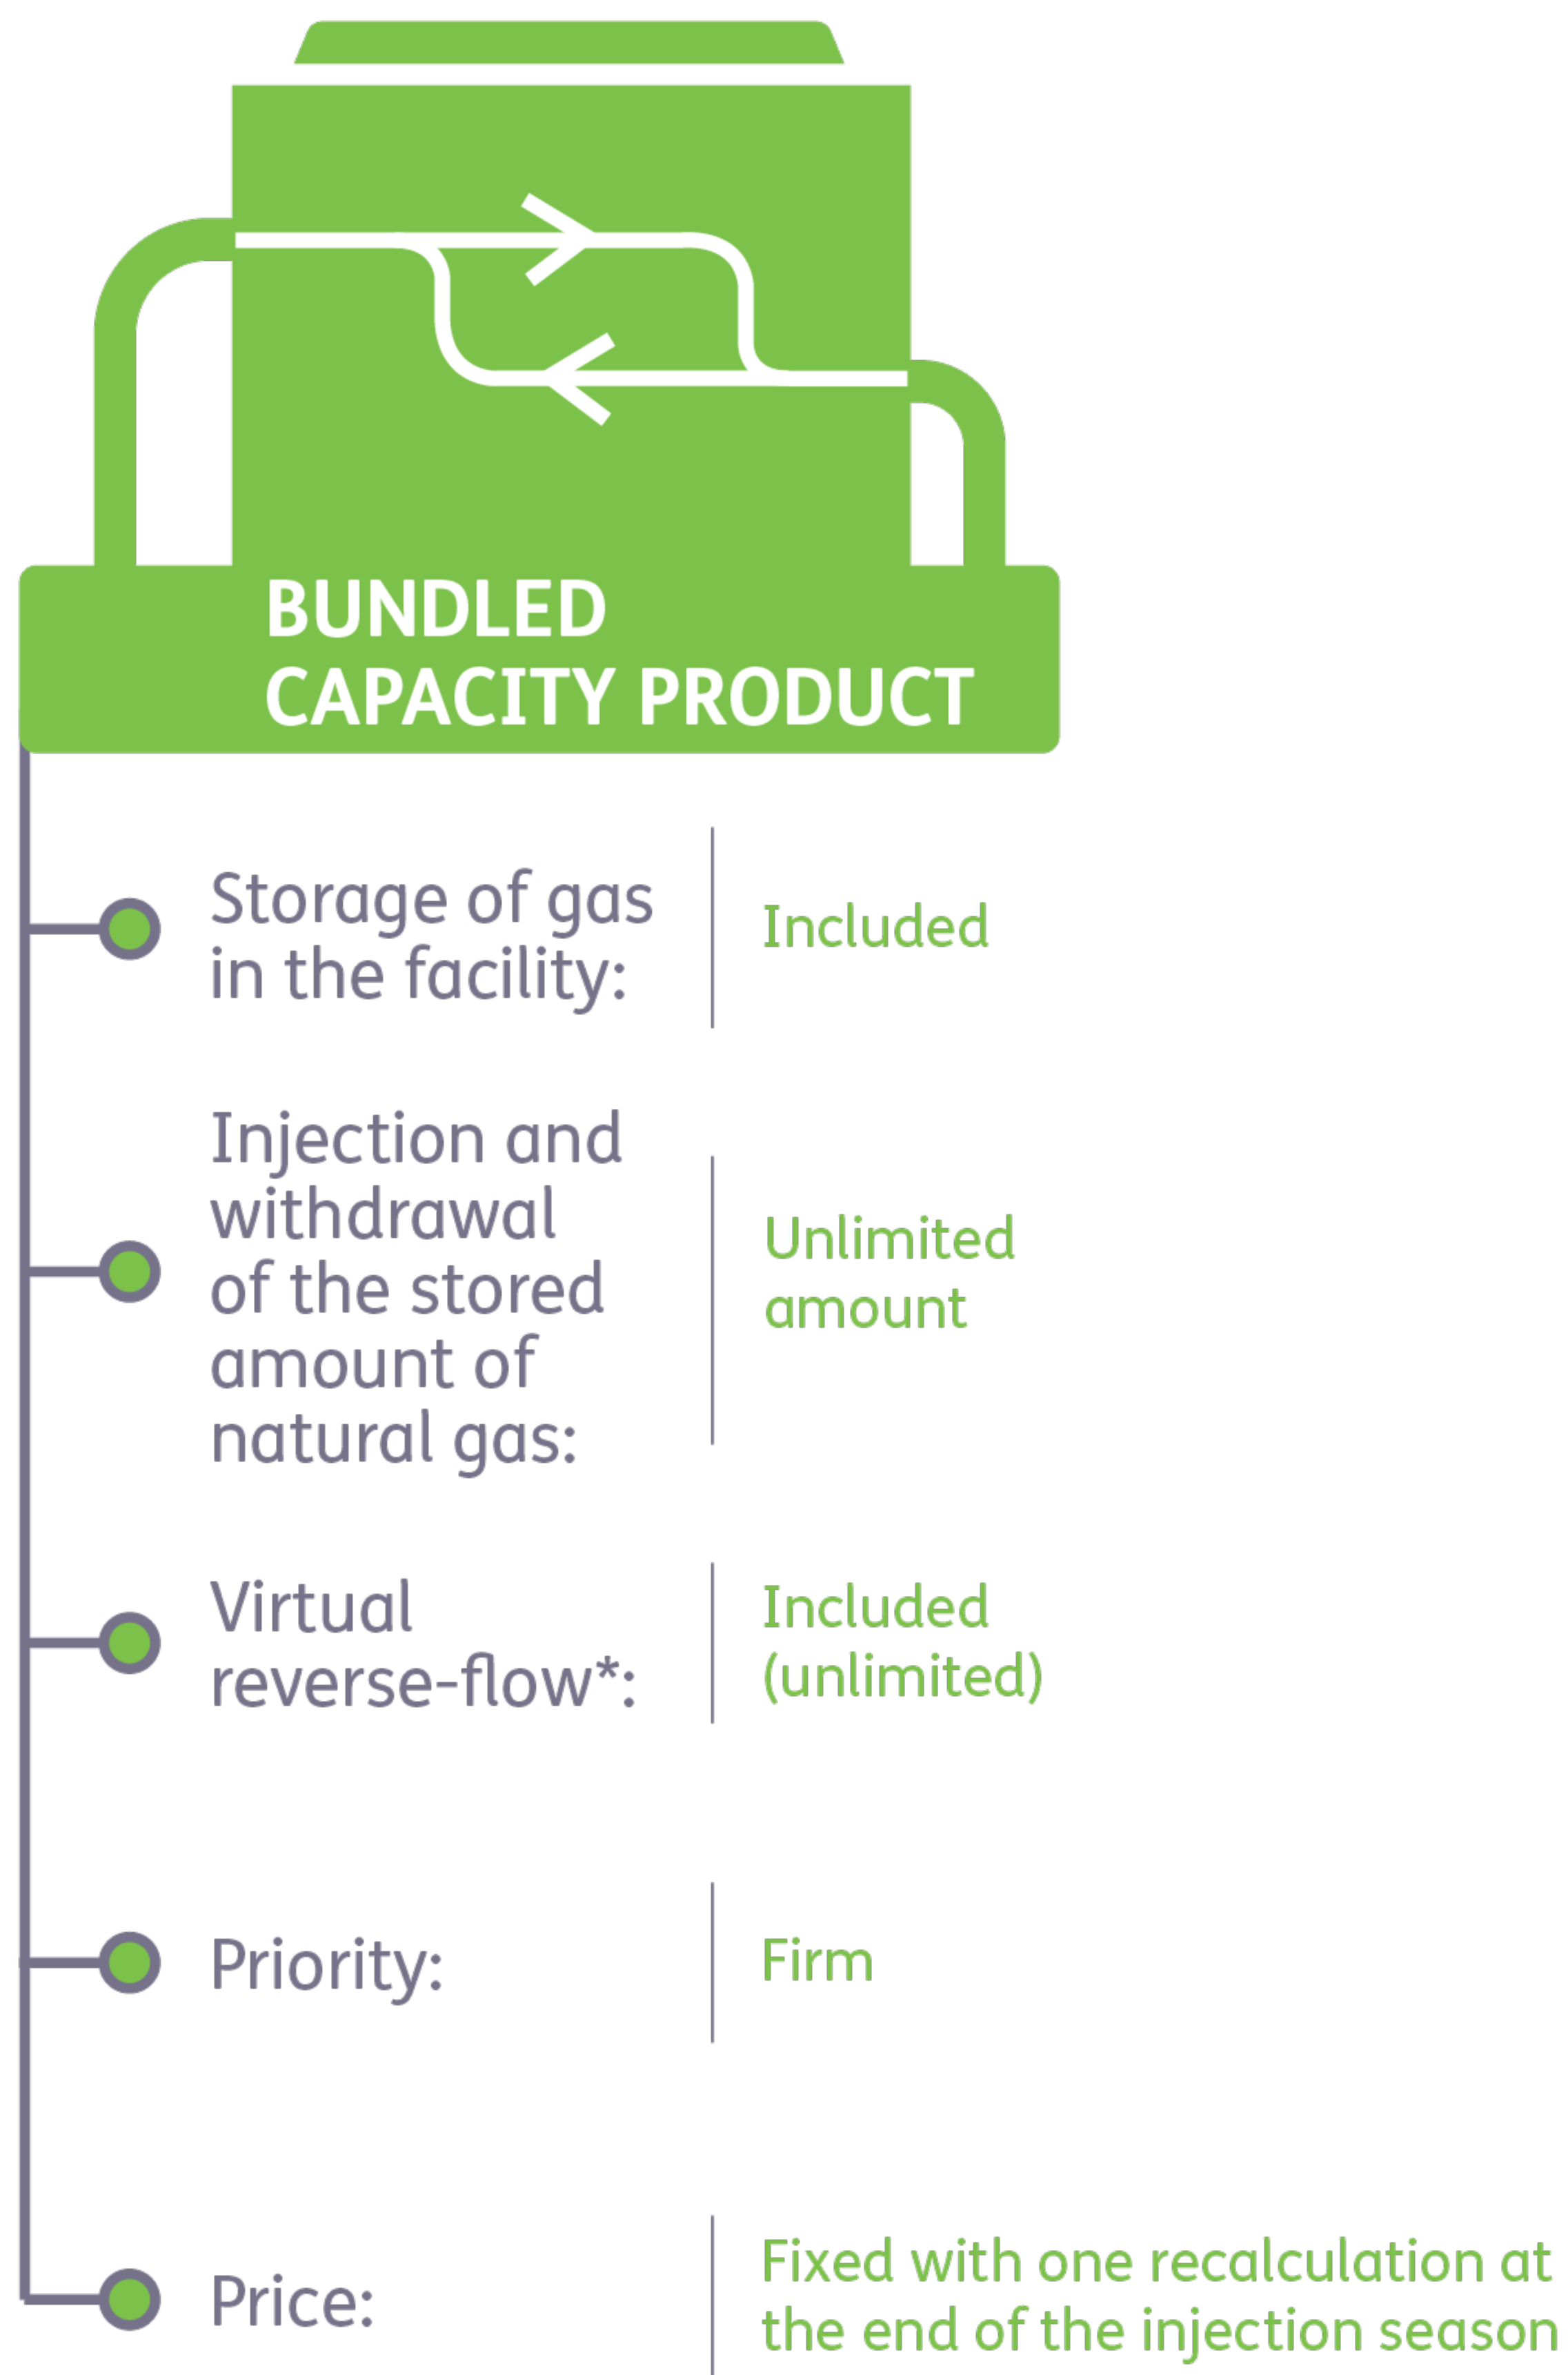 BUNDLED
CAPACITY PRODUCT
Storage of gas
in the facility:
Included
Injection and
withdrawal
of the stored
amount of
natural gas:
Unlimited
amount
Virtual
reverse-flow*:
Included
(unlimited)
Priority:
Firm
Price:
Fixed with one recalculation at
the end of the injection season